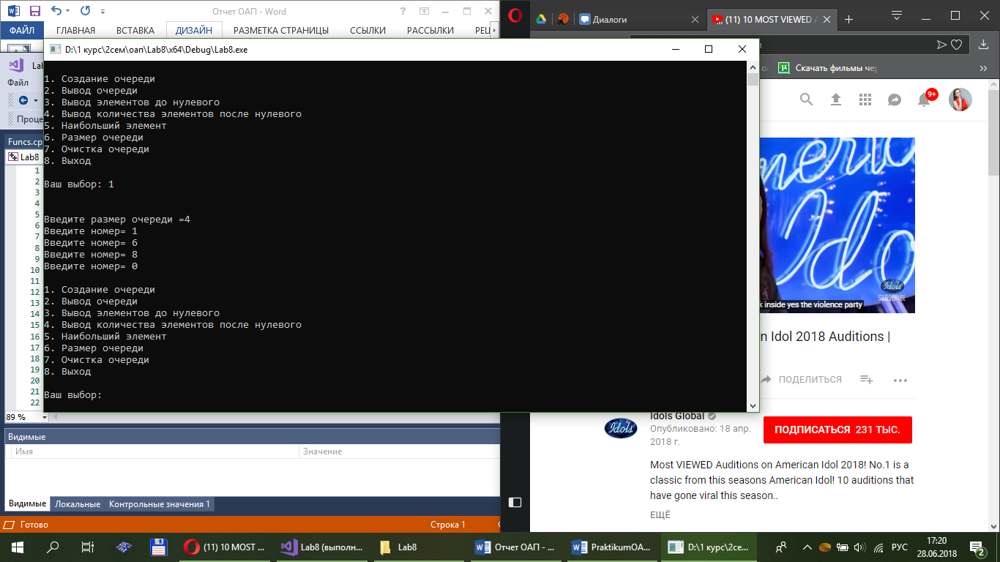 Отчет ОАП - Word
ФАЙЛ ГЛАВНАЯ ВСТАВКА ДИЗАЙН РАЗМЕТКА СТРАНИЦЫ ССЫЛКИ РАССЫЛКИ РЕЦ
Диалоги
(11) 10 MOST VIEWED A
Скачать фильмы чер
D:\1 курс\2сем\оап\Lab8\x64\Debug\Lab8.exe
1. Создание очереди
2. Вывод очереди
3. Вывод элементов до нулевого
4. Вывод количества элементов после нулевого
5. Наибольший элемент
6. Размер очереди
7. Очистка очереди
8. Выход
Ваш выбор: 1
Введите размер очереди =4
Введите номер= 1
Введите номер= 6
Введите номер= 8
Введите номер= 0
1. Создание очереди
2. Вывод очереди
3. Вывод элементов до нулевого
4. Вывод количества элементов после нулевого
5. Наибольший элемент
6. Размер очереди
7. Очистка очереди
8. Выход
Ваш выбор:
Lab
Файл
Проце
Funcs.cp
Lab8
1
2
3
4
5
6
7
8
9
10
11
12
13
14
15
16
17
18
19
20
21
22
89 %
Видимые
Имя Значение
Видимые Локальные Контрольные значения 1
Готово Строка 1
9+
meri
Ido
Idols
SUBSCRIBE
k inside yes the violence party
n Idol 2018 Auditions |
ПОДЕЛИТЬСЯ
Idols
Idols Global
Опубликовано: 18 апр.
2018 г.
ПОДПИСАТЬСЯ 231 ТЫС.
Most VIEWED Auditions on American Idol 2018! No.1 is a
classic from this seasons American Idol! 10 auditions that
have gone viral this season..
ЕЩЁ
(11) 10 MOST ...
Lab8 (выполн...
Lab8
Отчет ОАП - ...
PraktikumOA...
D:\1 курс\2се...
РУС
17:20
28.06.2018
2